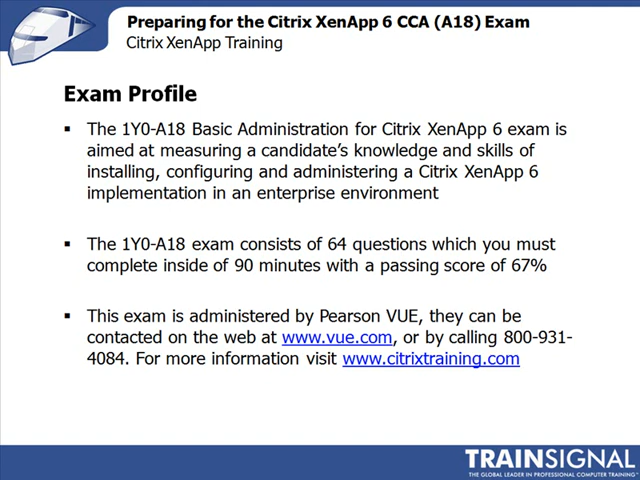 Preparing for the Citrix XenApp 6 CCA (A18) Exam
Citrix XenApp Training
Exam Profile
▪ The 1Y0-A18 Basic Administration for Citrix XenApp 6 exam is
aimed at measuring a candidate's knowledge and skills of
installing, configuring and administering a Citrix XenApp 6
implementation in an enterprise environment
▪ The 1Y0-A18 exam consists of 64 questions which you must
complete inside of 90 minutes with a passing score of 67%
▪ This exam is administered by Pearson VUE, they can be
contacted on the web at www.vue.com, or by calling 800-931-
4084. For more information visit www.citrixtraining.com
TRAINSIGNAL
THE GLOBAL LEADER IN PROFESSIONAL COMPUTER TRAINING